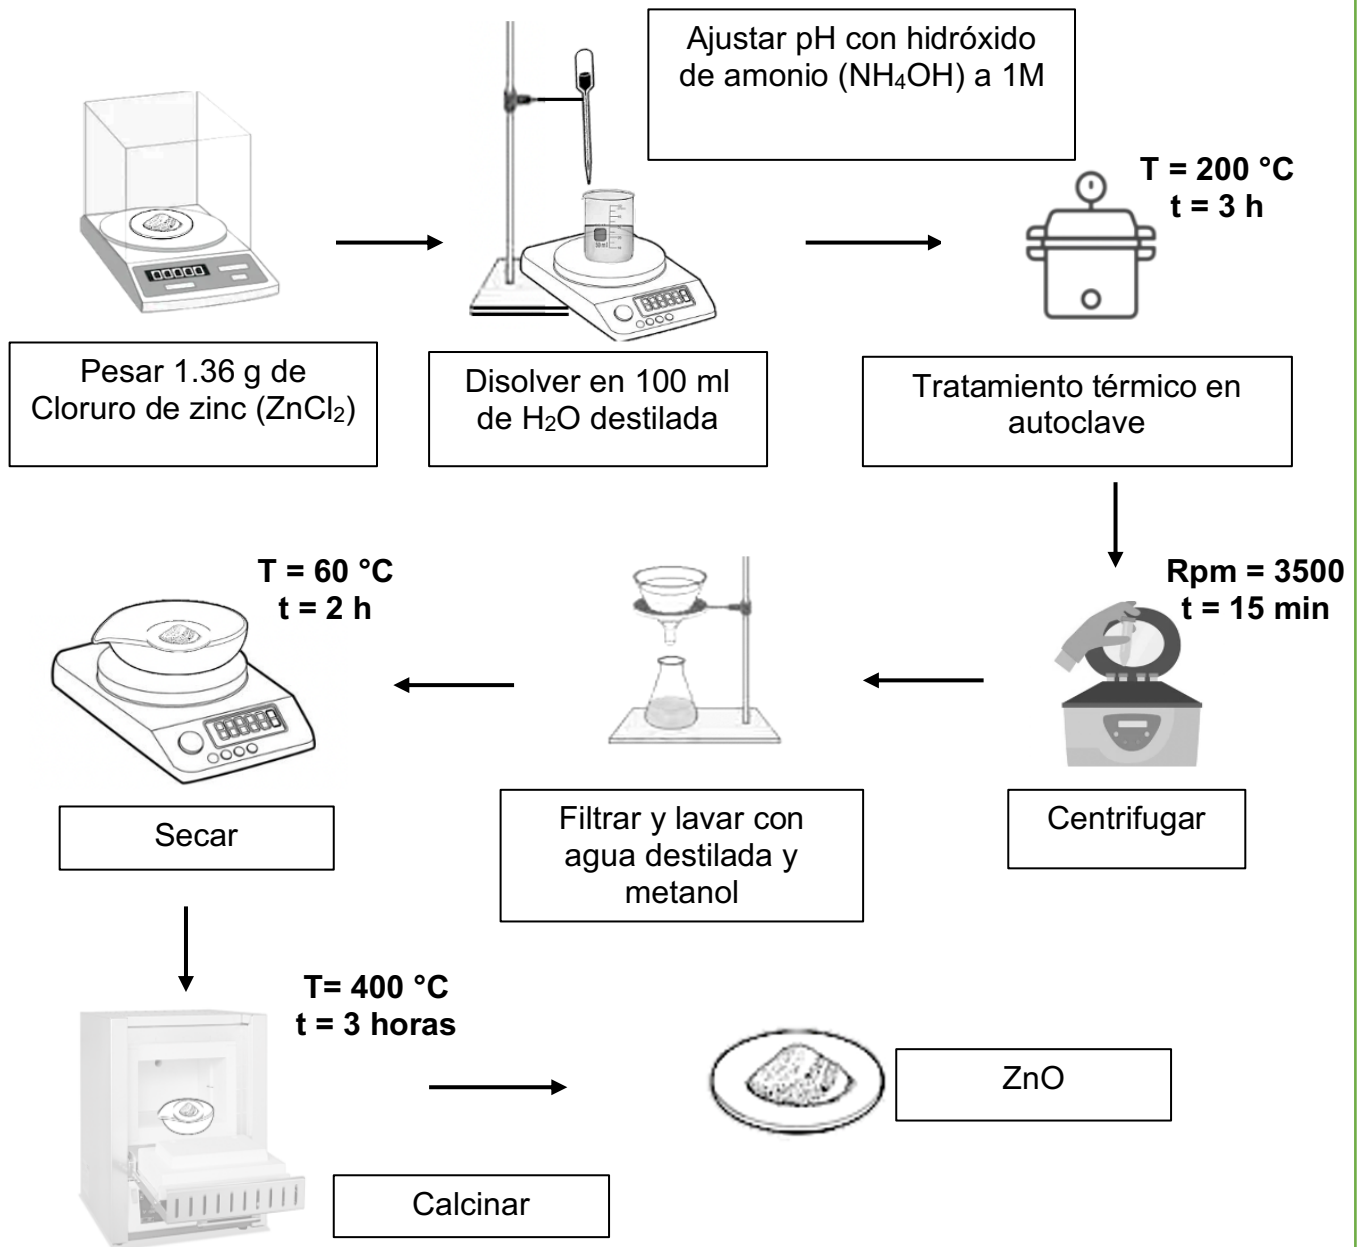 Ajustar pH con hidróxido
de amonio (NH₄OH) a 1M
T = 200 °C
t = 3 h
Pesar 1.36 g de
Cloruro de zinc (ZnCl₂)
Disolver en 100 ml
de H₂O destilada
Tratamiento térmico en
autoclave
Rpm = 3500
t = 15 min
Centrifugar
Filtrar y lavar con
agua destilada y
metanol
T = 60 °C
t = 2 h
Secar
T= 400 °C
t = 3 horas
Calcinar
ZnO